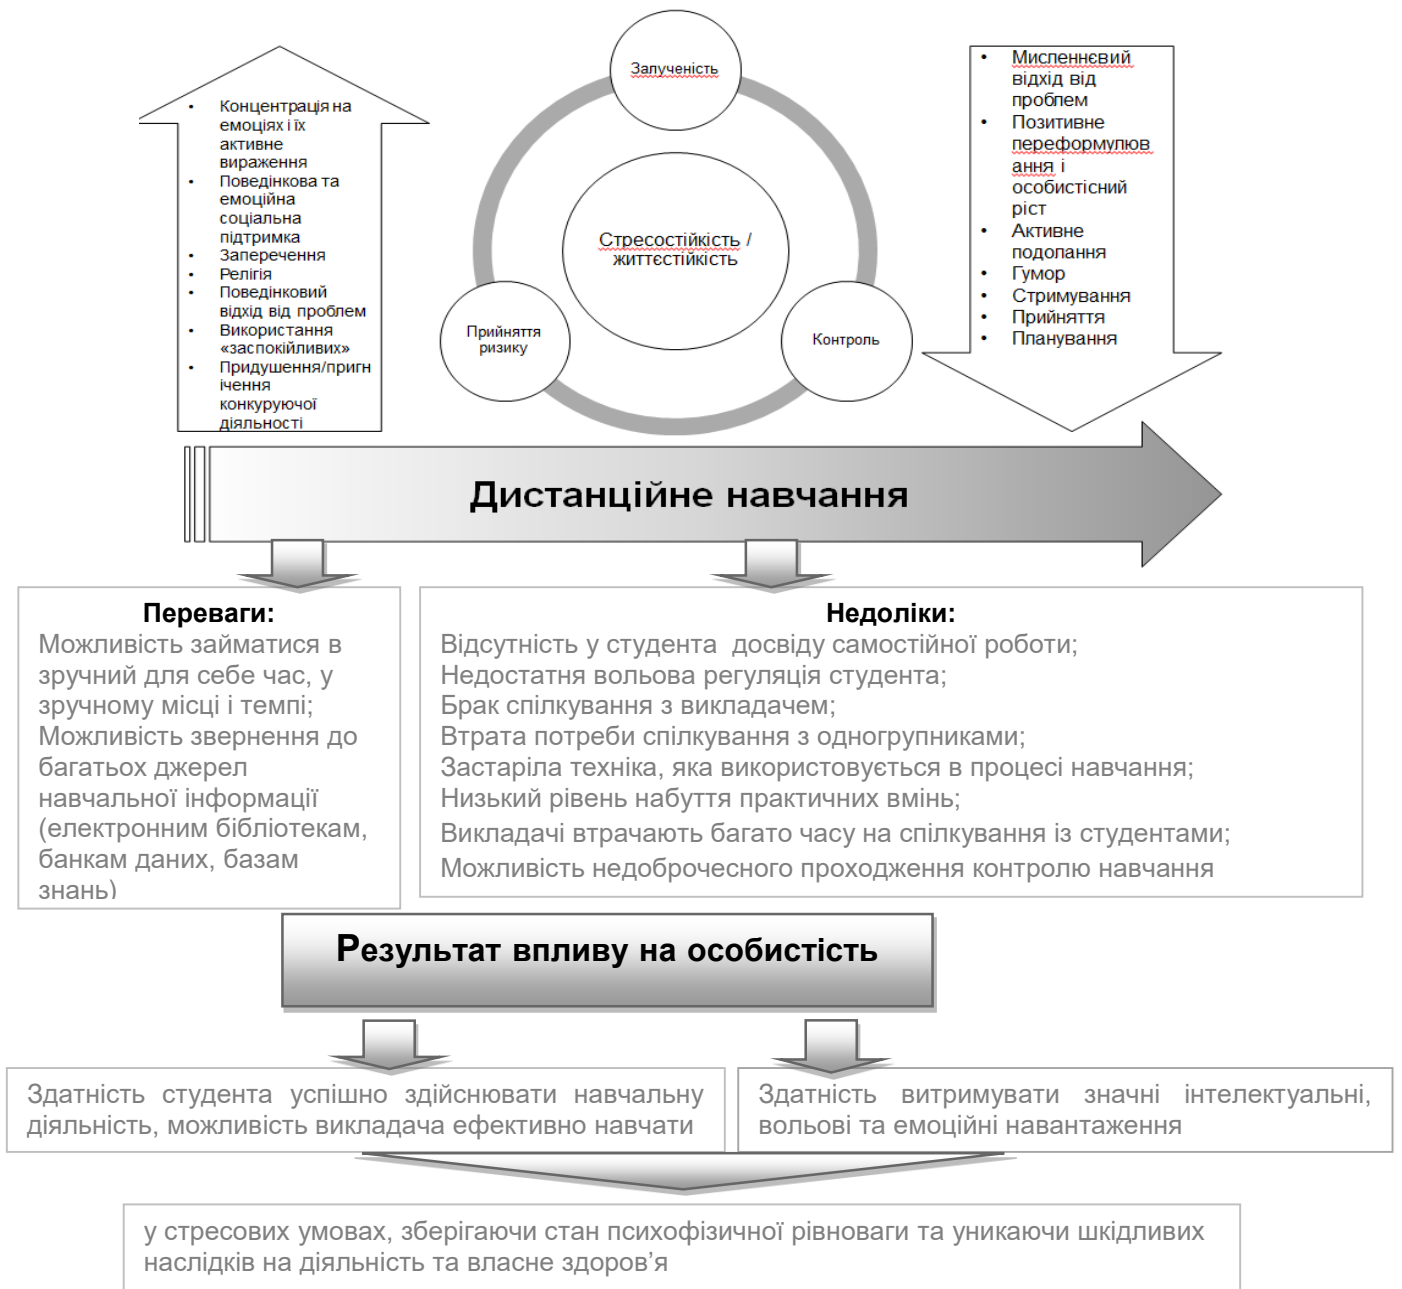 Концентрація на
емоціях і їх
активне
вираження
Поведінкова та
емоційна
соціальна
підтримка
Заперечення
Релігія
Поведінковий
відхід від проблем
Використання
«заспокійливих»
Придушення/пригн
ічення
конкуруючої
діяльності
Залученість
Стресостійкість /
життєстійкість
Прийняття
ризику
Контроль
Мисленнєвий
відхід від
проблем
Позитивне
переформулюв
ання і
особистісний
ріст
Активне
подолання
Гумор
Стримування
Прийняття
Планування
Дистанційне навчання
Переваги:
Можливість займатися в
зручний для себе час, у
зручному місці і темпі;
Можливість звернення до
багатьох джерел
навчальної інформації
(електронним бібліотекам,
банкам даних, базам
знань)
Недоліки:
Відсутність у студента досвіду самостійної роботи;
Недостатня вольова регуляція студента;
Брак спілкування з викладачем;
Втрата потреби спілкування з одногрупниками;
Застаріла техніка, яка використовується в процесі навчання;
Низький рівень набуття практичних вмінь;
Викладачі втрачають багато часу на спілкування із студентами;
Можливість недоброчесного проходження контролю навчання
Результат впливу на особистість
Здатність студента успішно здійснювати навчальну
діяльність, можливість викладача ефективно навчати
Здатність витримувати значні інтелектуальні,
вольові та емоційні навантаження
у стресових умовах, зберігаючи стан психофізичної рівноваги та уникаючи шкідливих
наслідків на діяльність та власне здоров’я